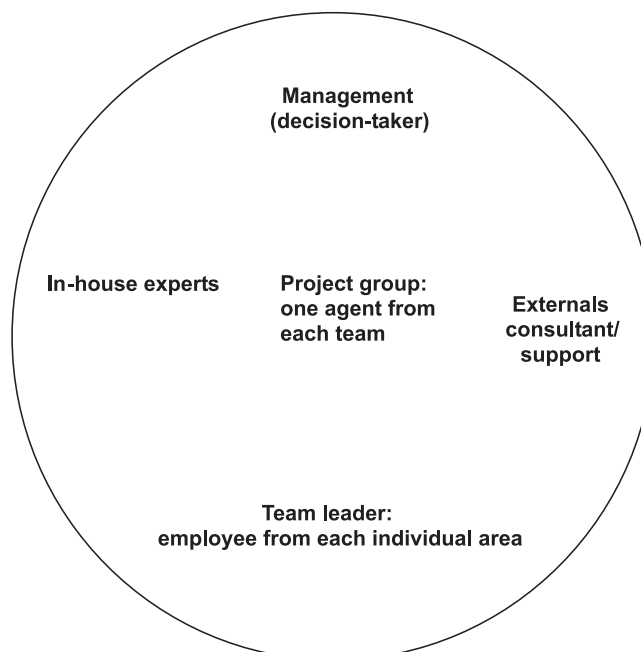 Management
(decision-taker)
In-house experts
Project group:
one agent from
each team
Externals
consultant/
support
Team leader:
employee from each individual area